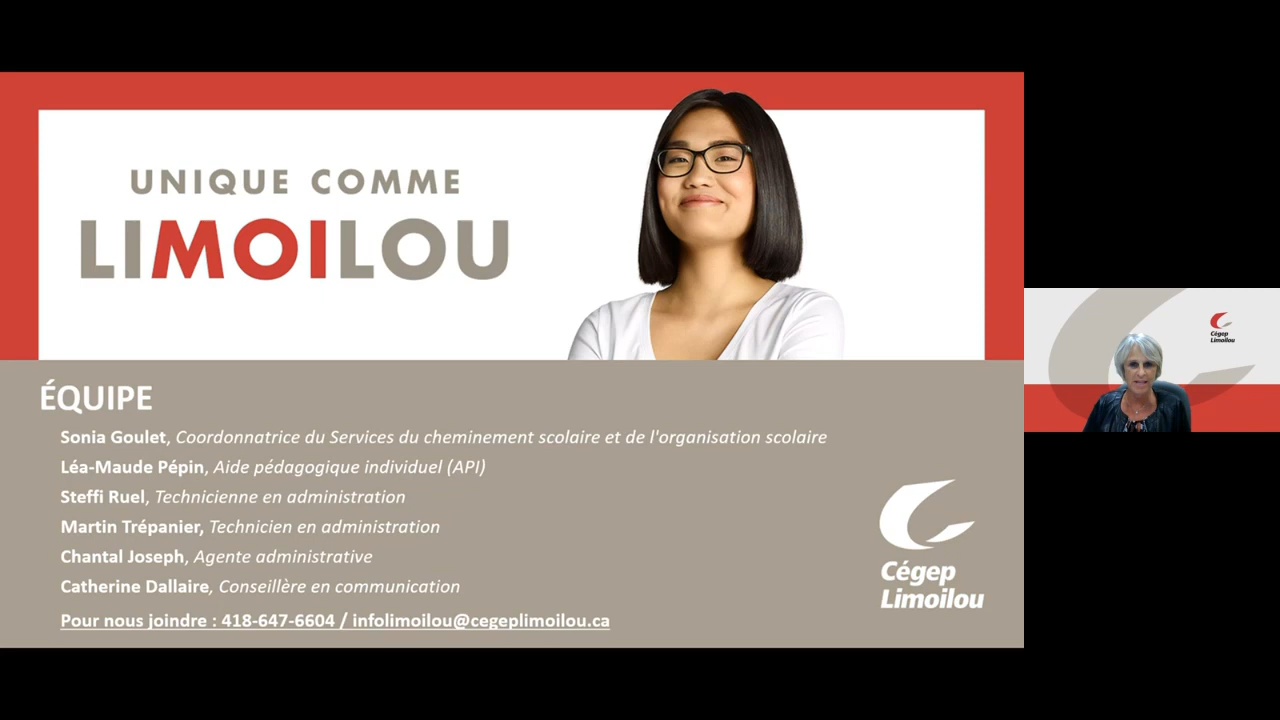 UNIQUE COMME
LIMOILOU
ÉQUIPE
Sonia Goulet, Coordonnatrice du Services du cheminement scolaire et de l'organisation scolaire
Léa-Maude Pépin, Aide pédagogique individuel (API)
Steffi Ruel, Technicienne en administration
Martin Trépanier, Technicien en administration
Chantal Joseph, Agente administrative
Catherine Dallaire, Conseillère en communication
Pour nous joindre : 418-647-6604 / infolimoilou@cegeplimoilou.ca
Cégep
Limoilou
Cégep
Limoilou